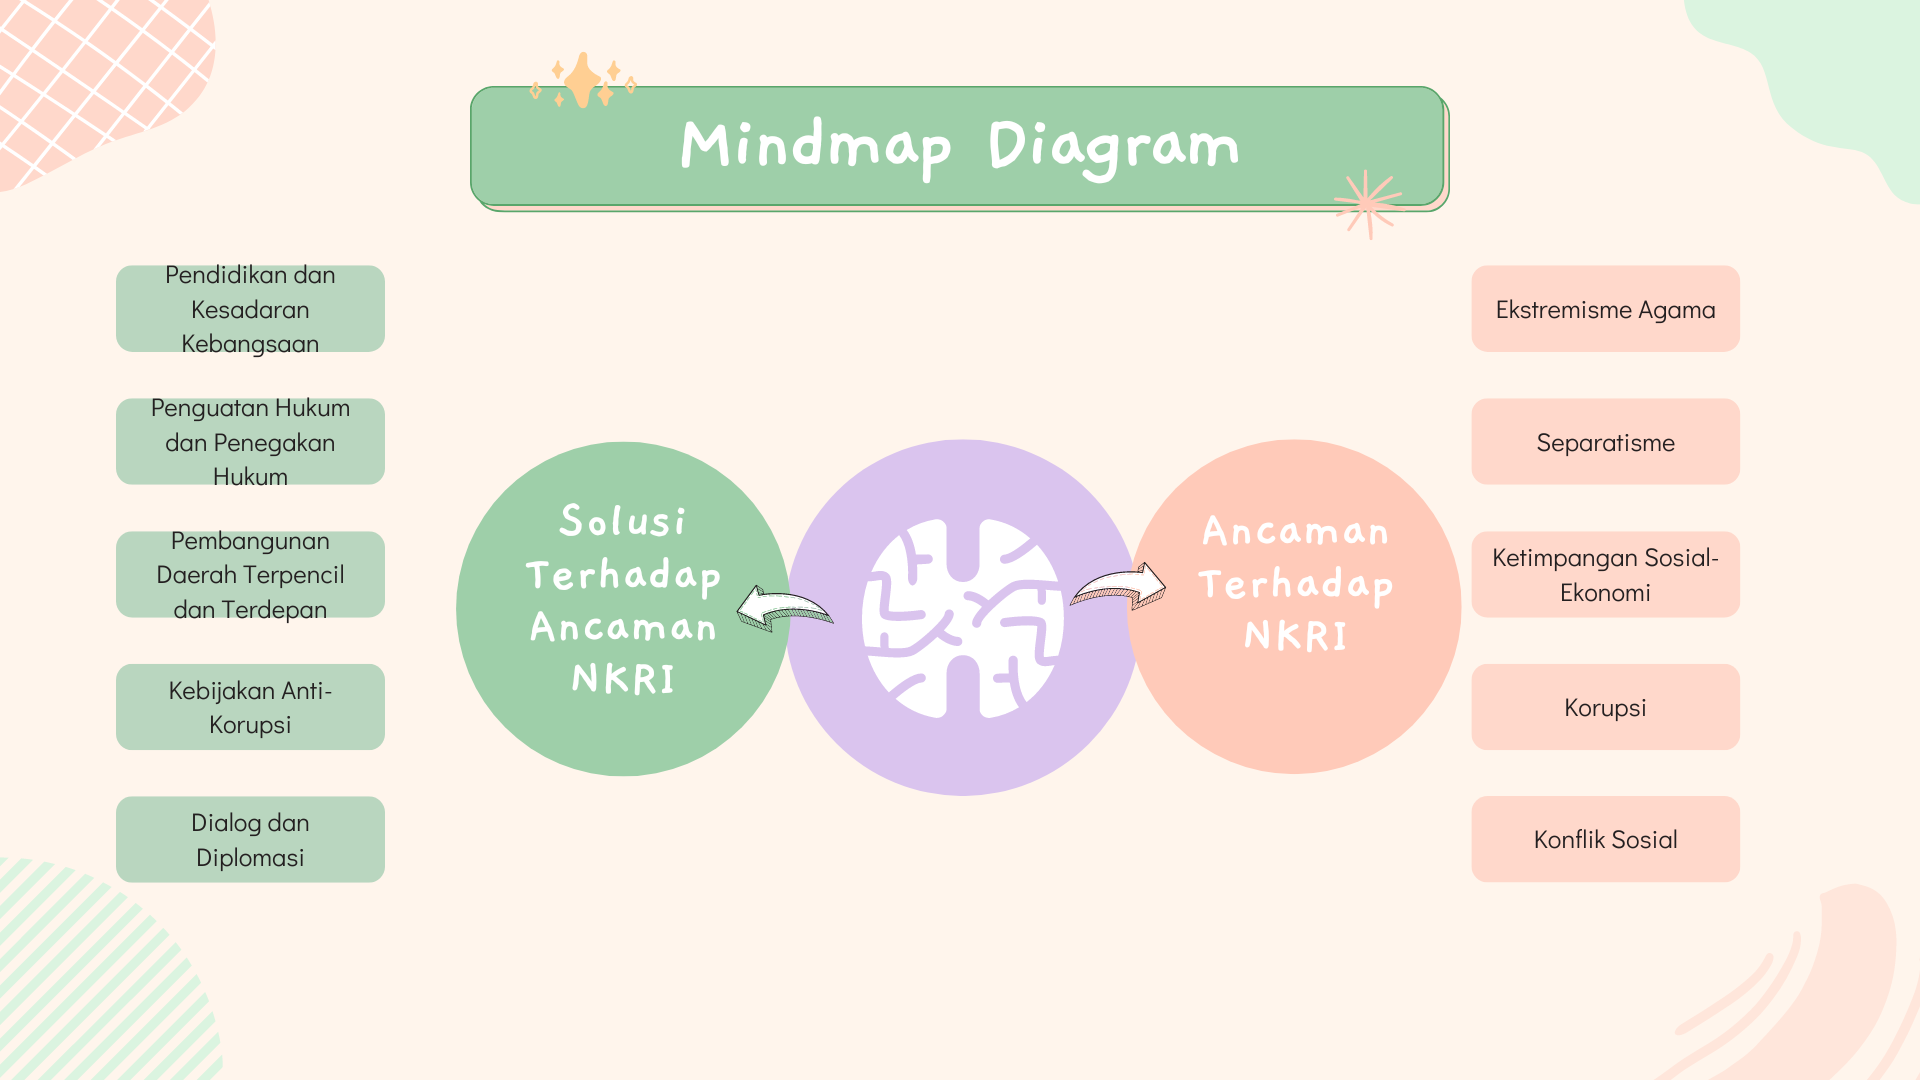 Mindmap Diagram
Pendidikan dan
Kesadaran
Kebangsaan
Penguatan Hukum
dan Penegakan
Hukum
Pembangunan
Daerah Terpencil
dan Terdepan
Kebijakan Anti-
Korupsi
Dialog dan
Diplomasi
Solusi
Terhadap
Ancaman
NKRI
Ancaman
Terhadap
NKRI
Ekstremisme Agama
Separatisme
Ketimpangan Sosial-
Ekonomi
Korupsi
Konflik Sosial